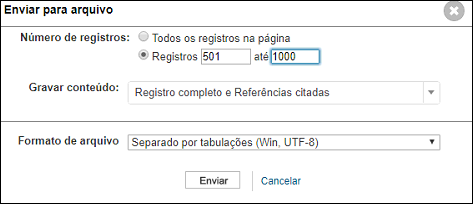 Enviar para arquivo
Número de registros: Todos os registros na página
Registros 501 até 1000
Gravar conteúdo: Registro completo e Referências citadas
Formato de arquivo Separado por tabulações (Win, UTF-8)
Enviar Cancelar